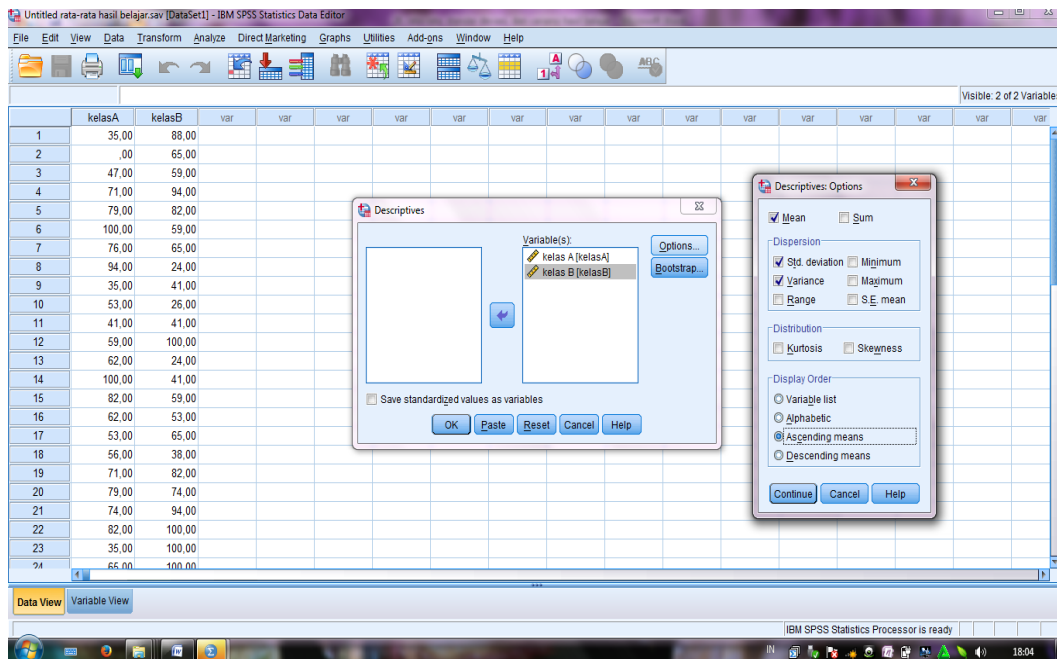 Untitled rata-rata hasil belajar.sav [DataSet1] - IBM SPSS Statistics Data Editor
File Edit View Data Transform Analyze Direct Marketing Graphs Utilities Add-ons Window Help
Visible: 2 of 2 Variables
kelasA kelasB var var var var var var var var var var var var var var var
1 35,00 88,00
2 ,00 65,00
3 47,00 59,00
4 71,00 94,00
5 79,00 82,00
6 100,00 59,00
7 76,00 65,00
8 94,00 24,00
9 35,00 41,00
10 53,00 26,00
11 41,00 41,00
12 59,00 100,00
13 62,00 24,00
14 100,00 41,00
15 82,00 59,00
16 62,00 53,00
17 53,00 65,00
18 56,00 38,00
19 71,00 82,00
20 79,00 74,00
21 74,00 94,00
22 82,00 100,00
23 35,00 100,00
24 65,00 100,00
Descriptives
Variable(s):
kelas A [kelasA]
kelas B [kelasB]
Options...
Bootstrap...
Save standardized values as variables
OK Paste Reset Cancel Help
Descriptives: Options
Mean Sum
Dispersion
Std. deviation Minimum
Variance Maximum
Range S.E. mean
Distribution
Kurtosis Skewness
Display Order
Variable list
Alphabetic
Ascending means
Descending means
Continue Cancel Help
Data View Variable View
IBM SPSS Statistics Processor is ready
IN 18:04